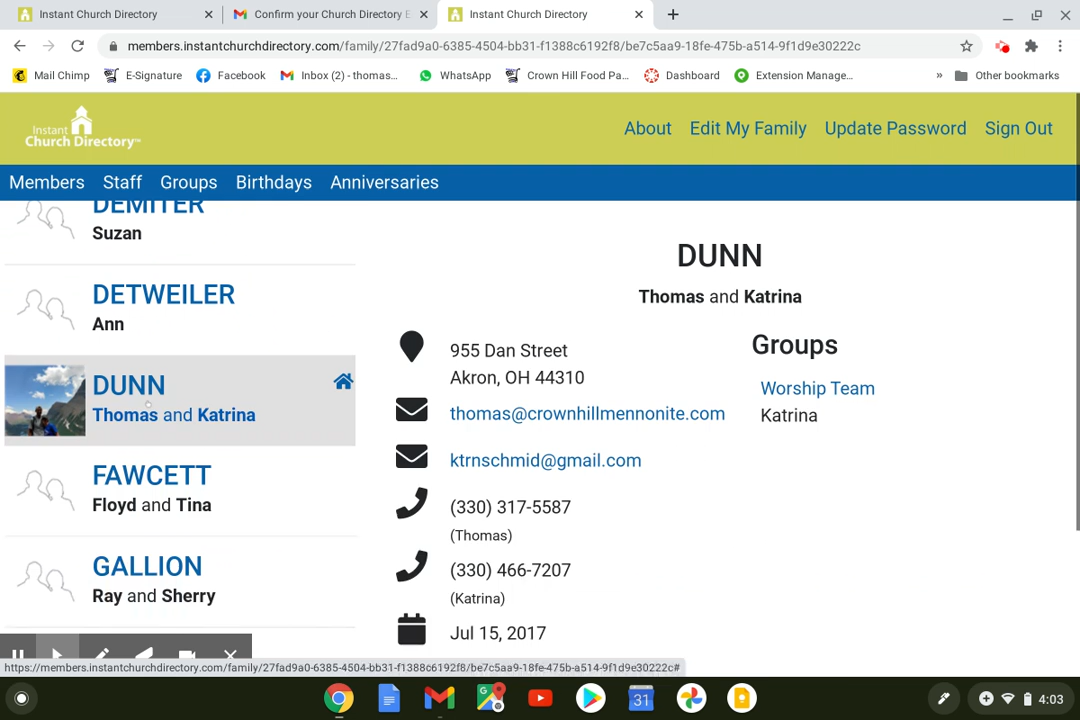 Instant Church Directory
Confirm your Church Directory E
Instant Church Directory
members.instantchurchdirectory.com/family/27fad9a0-6385-4504-bb31-f1388c6192f8/be7c5aa9-18fe-475b-a514-9f1d9e30222c
Mail Chimp
E-Signature
Facebook
Inbox (2) - thomas...
WhatsApp
Crown Hill Food Pa...
Dashboard
Extension Manage...
»
Other bookmarks
Instant
Church Directory™
About
Edit My Family
Update Password
Sign Out
Members
Staff
Groups
Birthdays
Anniversaries
DEMITER
Suzan
DETWEILER
Ann
DUNN
Thomas and Katrina
FAWCETT
Floyd and Tina
GALLION
Ray and Sherry
DUNN
Thomas and Katrina
955 Dan Street
Akron, OH 44310
thomas@crownhillmennonite.com
ktrnschmid@gmail.com
(330) 317-5587
(Thomas)
(330) 466-7207
(Katrina)
Jul 15, 2017
Groups
Worship Team
Katrina
https://members.instantchurchdirectory.com/family/27fad9a0-6385-4504-bb31-f1388c6192f8/be7c5aa9-18fe-475b-a514-9f1d9e30222c#
31
4:03